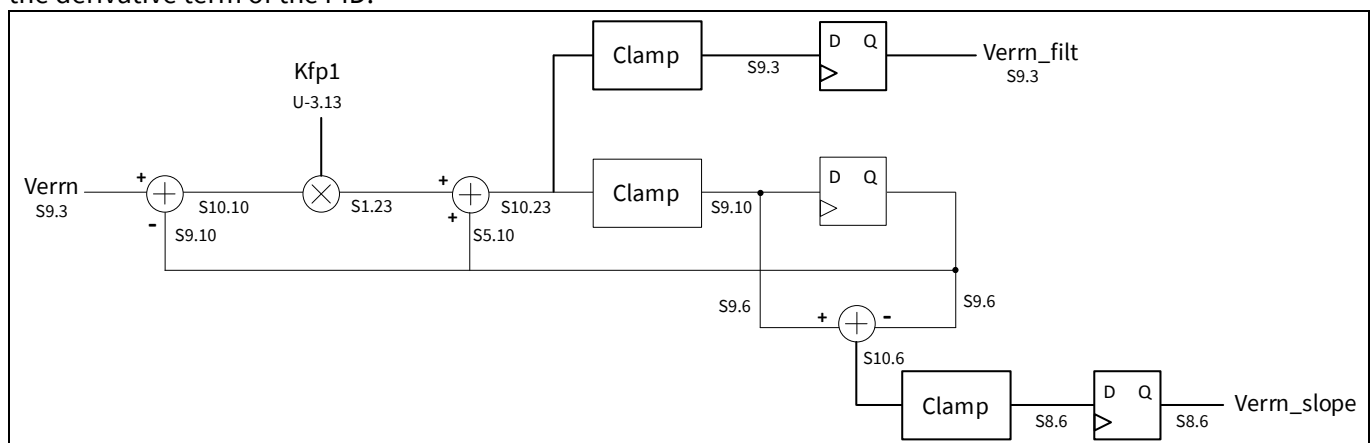 the derivative term of the PID.
Clamp
S9.3
D Q
Verrn_filt
S9.3
Kfp1
U-3.13
Verrn
S9.3
+
-
S10.10
S9.10
S1.23
+
+
S10.23
S5.10
Clamp
S9.10
D Q
S9.6
S9.6
+
-
S10.6
Clamp
S8.6
D Q
S8.6
Verrn_slope